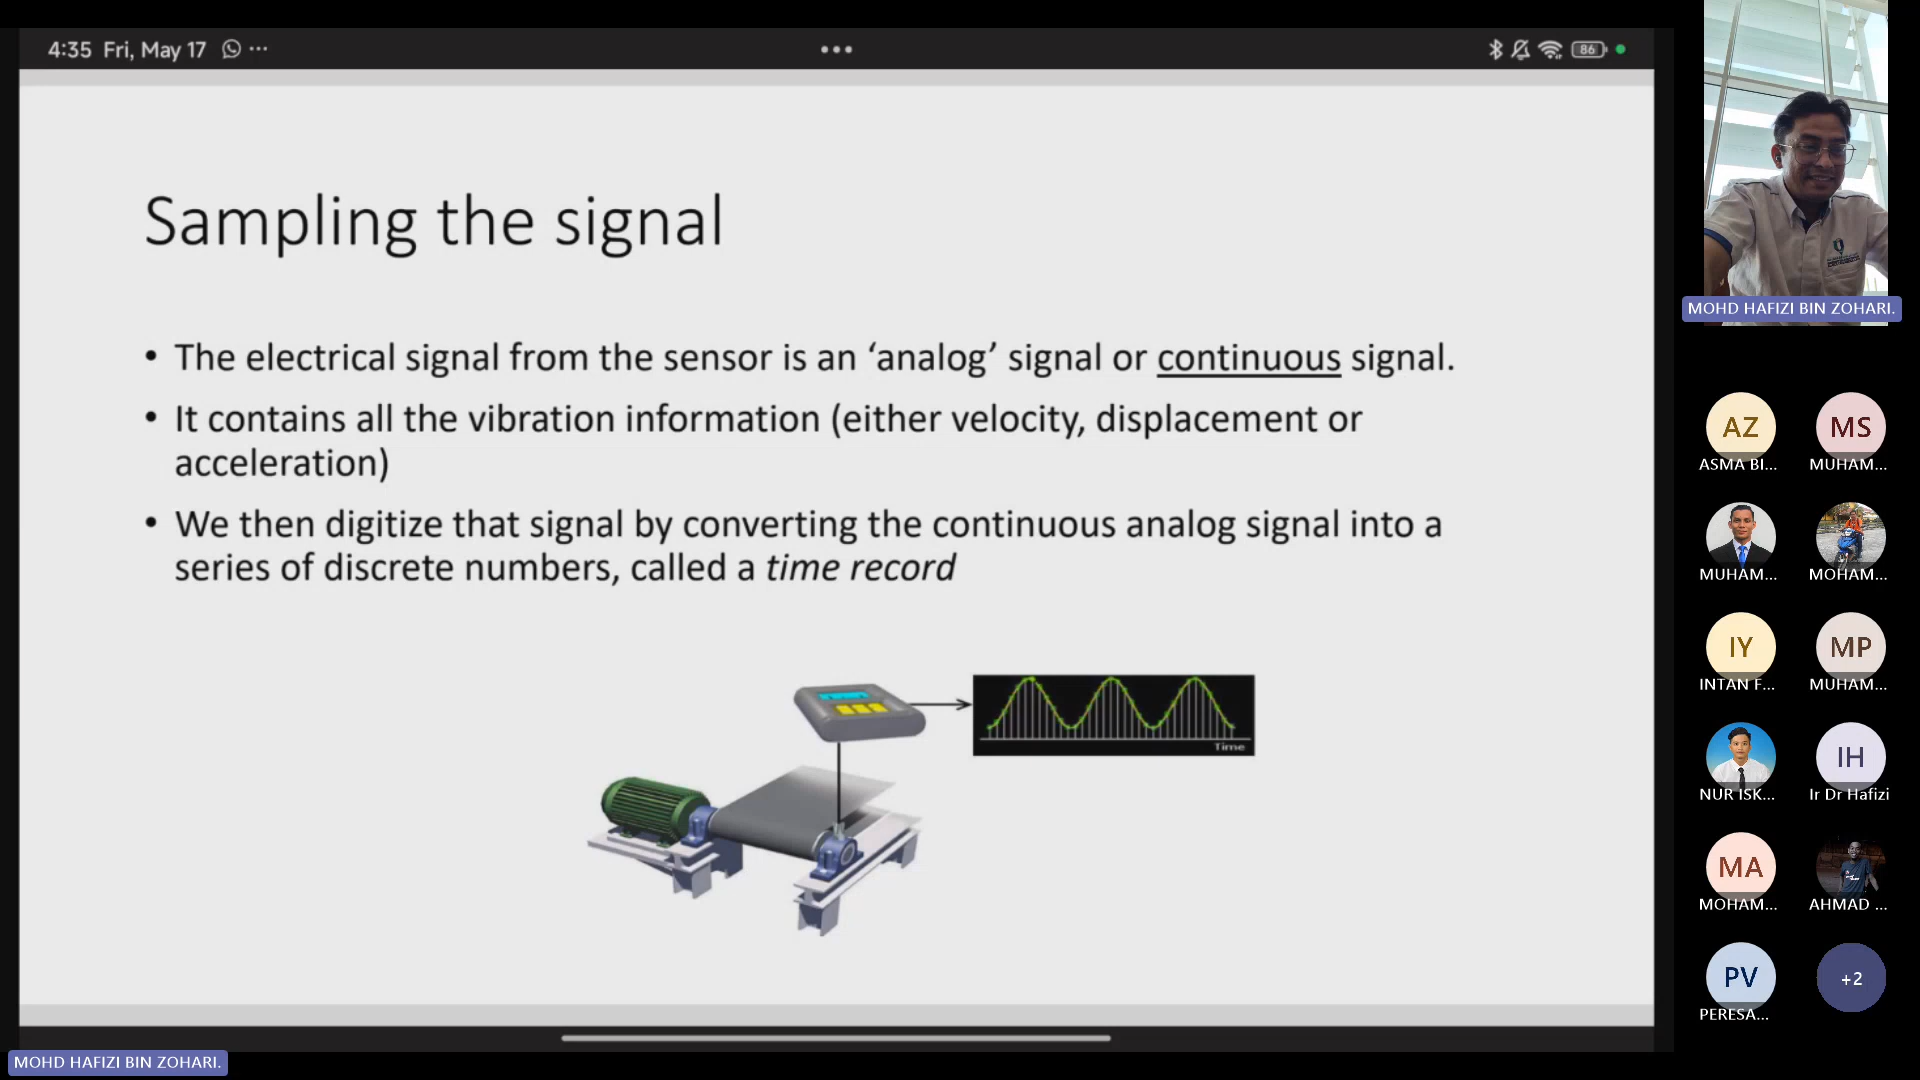 4:35 Fri, May 17
86
Sampling the signal
• The electrical signal from the sensor is an ‘analog’ signal or continuous signal.
• It contains all the vibration information (either velocity, displacement or
acceleration)
• We then digitize that signal by converting the continuous analog signal into a
series of discrete numbers, called a time record
Time
MOHD HAFIZI BIN ZOHARI.
MOHD HAFIZI BIN ZOHARI.
AZ
MS
ASMA BI...
MUHAM...
MUHAM...
MOHAM...
IY
MP
INTAN F...
MUHAM...
IH
NUR ISK...
Ir Dr Hafizi
MA
MOHAM...
AHMAD ...
PV
+2
PERESA...